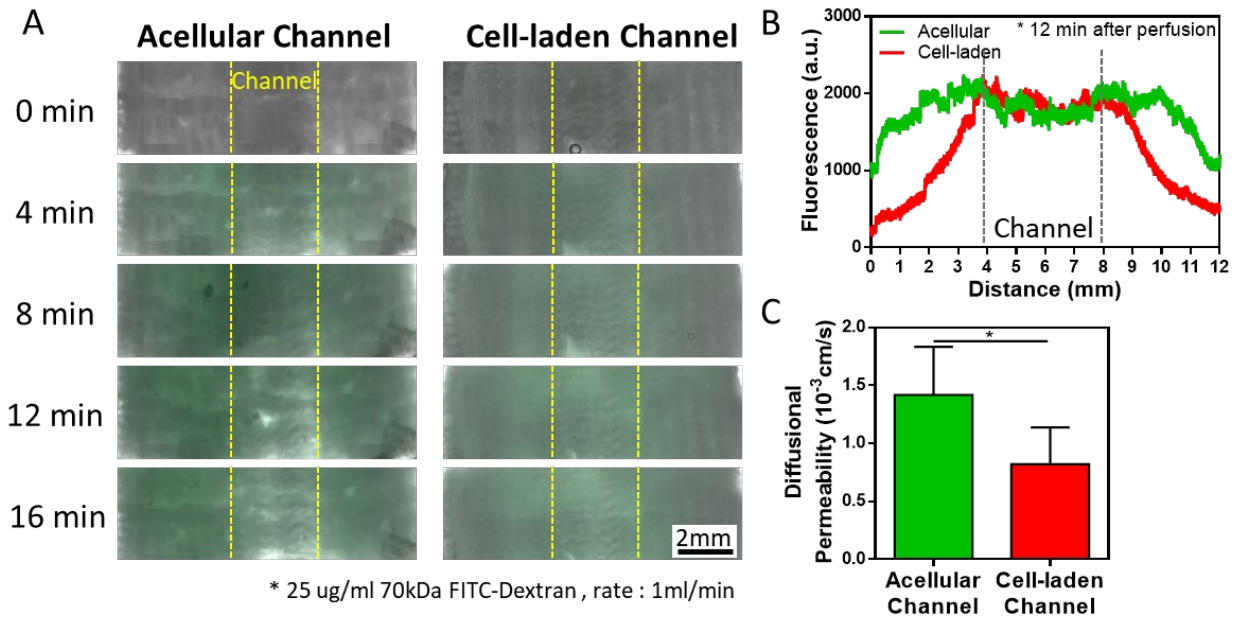 A
Acellular Channel
Cell-laden Channel
Channel
0 min
4 min
8 min
12 min
16 min
2mm
* 25 ug/ml 70kDa FITC-Dextran , rate : 1ml/min
B
Acellular
Cell-laden
* 12 min after perfusion
Fluorescence (a.u.)
3000
2000
1000
0
Channel
0 1 2 3 4 5 6 7 8 9 10 11 12
Distance (mm)
C
Diffusional
Permeability (10-3cm/s)
2.0
1.5
1.0
0.5
0.0
*
Acellular
Channel
Cell-laden
Channel